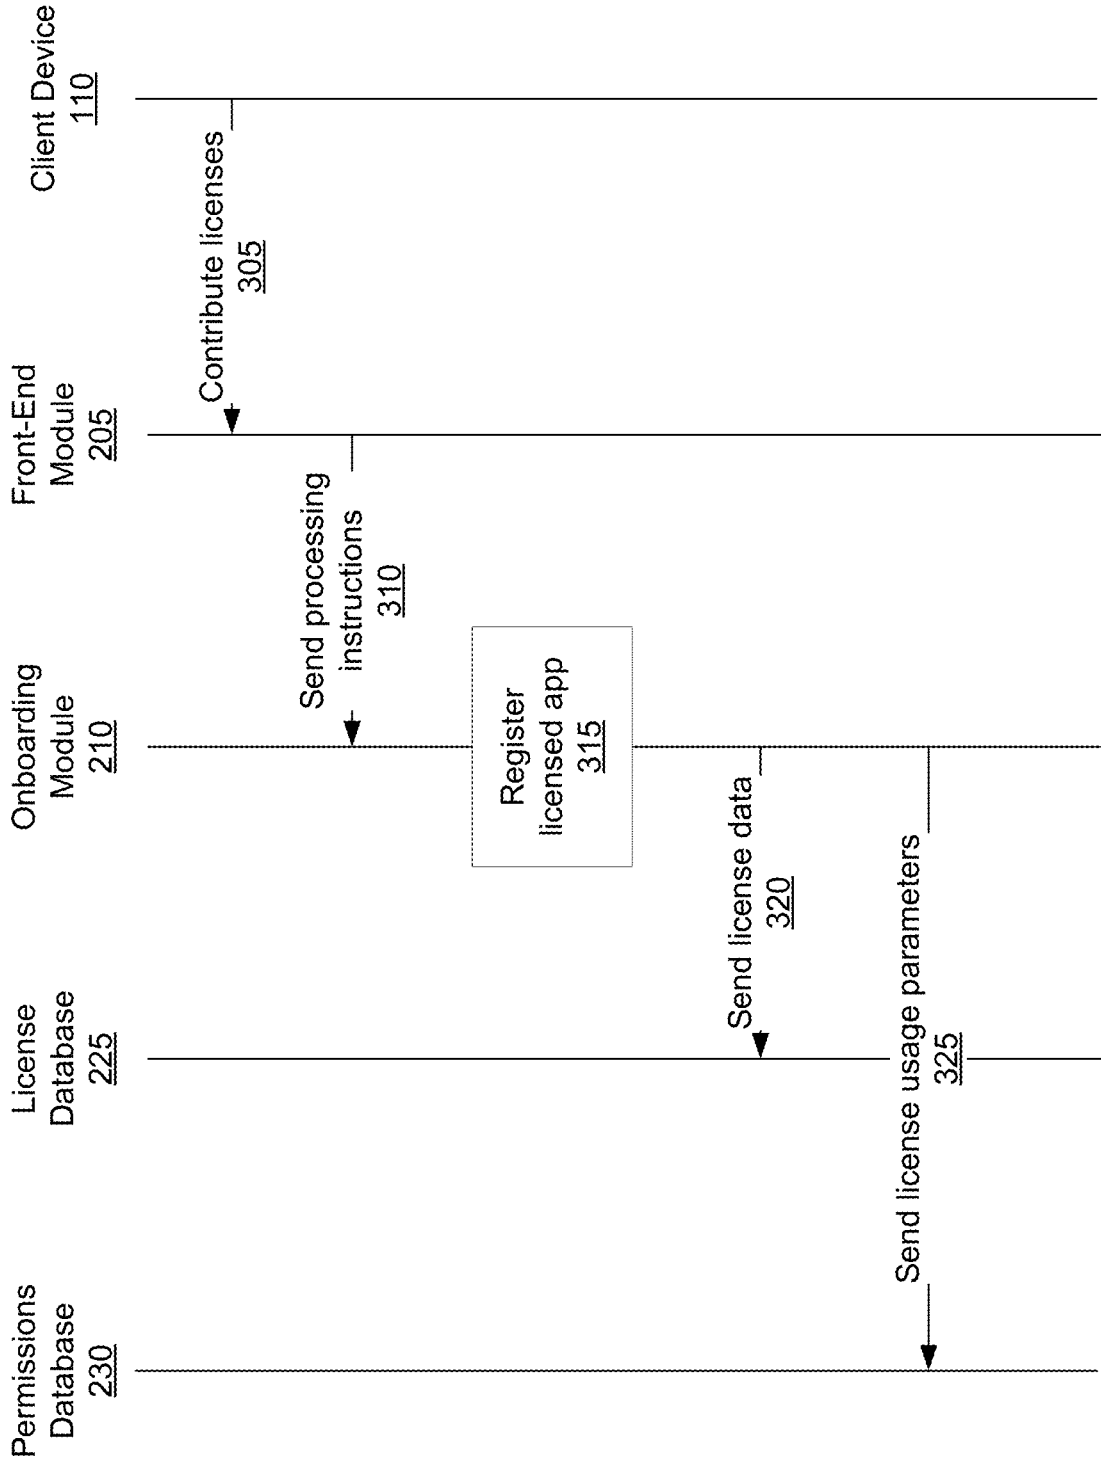 Permissions
Database
230
License
Database
225
Onboarding
Module
210
Front-End
Module
205
Client Device
110
Contribute licenses
305
Send processing
instructions
310
Register
licensed app
315
Send license data
320
Send license usage parameters
325